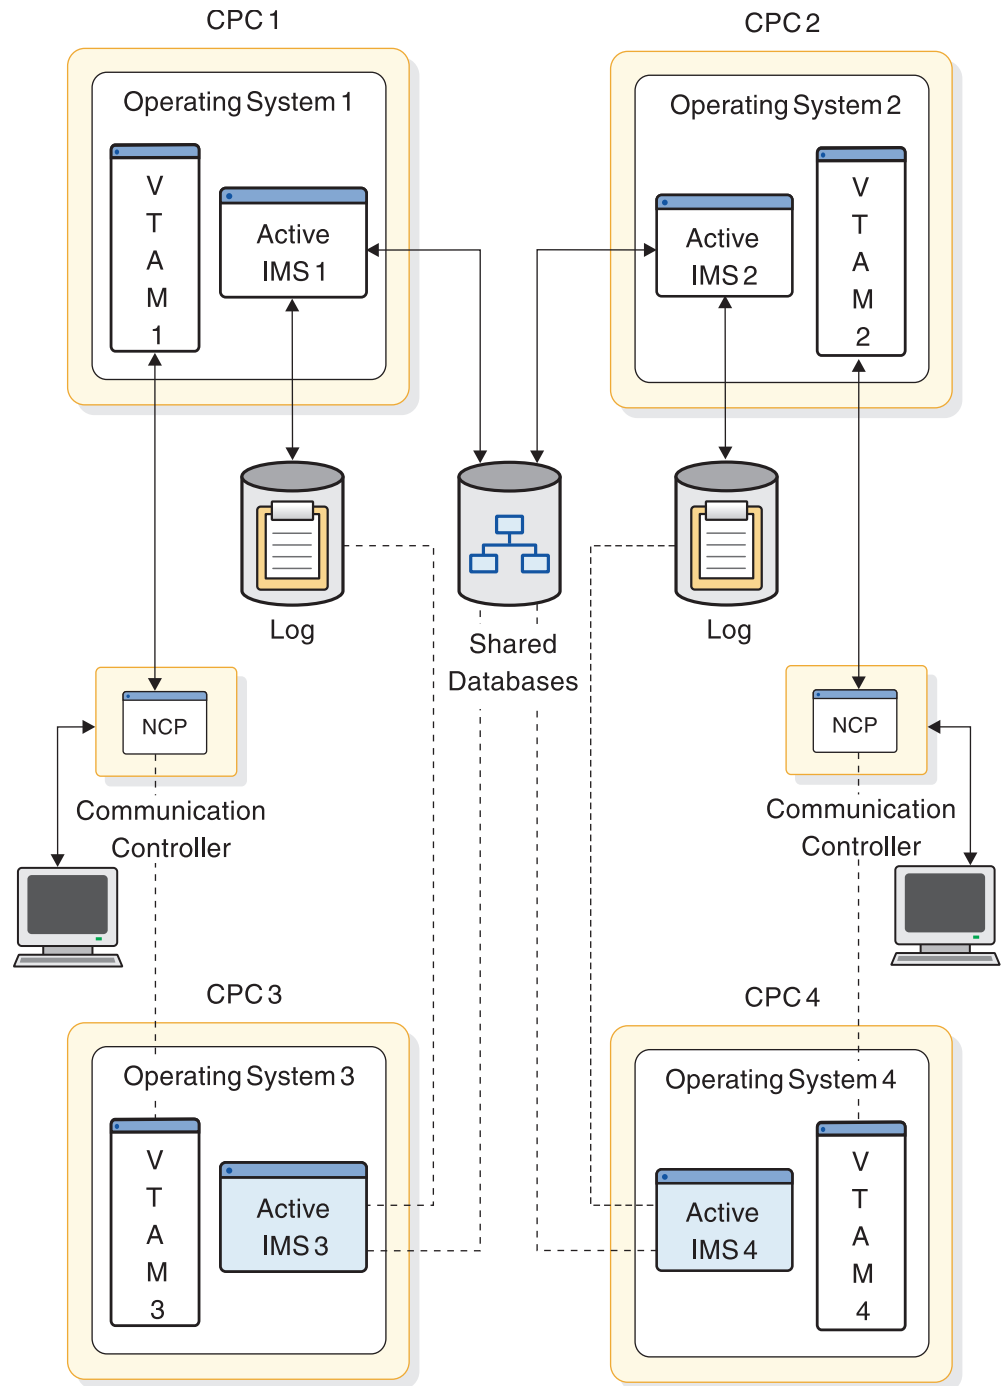 CPC 1
CPC 2
Operating System 1
Operating System 2
V
T
A
M
1
Active
IMS 1
Active
IMS 2
V
T
A
M
2
Log
Shared
Databases
Log
NCP
NCP
Communication
Controller
Communication
Controller
CPC 3
CPC 4
Operating System 3
Operating System 4
V
T
A
M
3
Active
IMS 3
Active
IMS 4
V
T
A
M
4